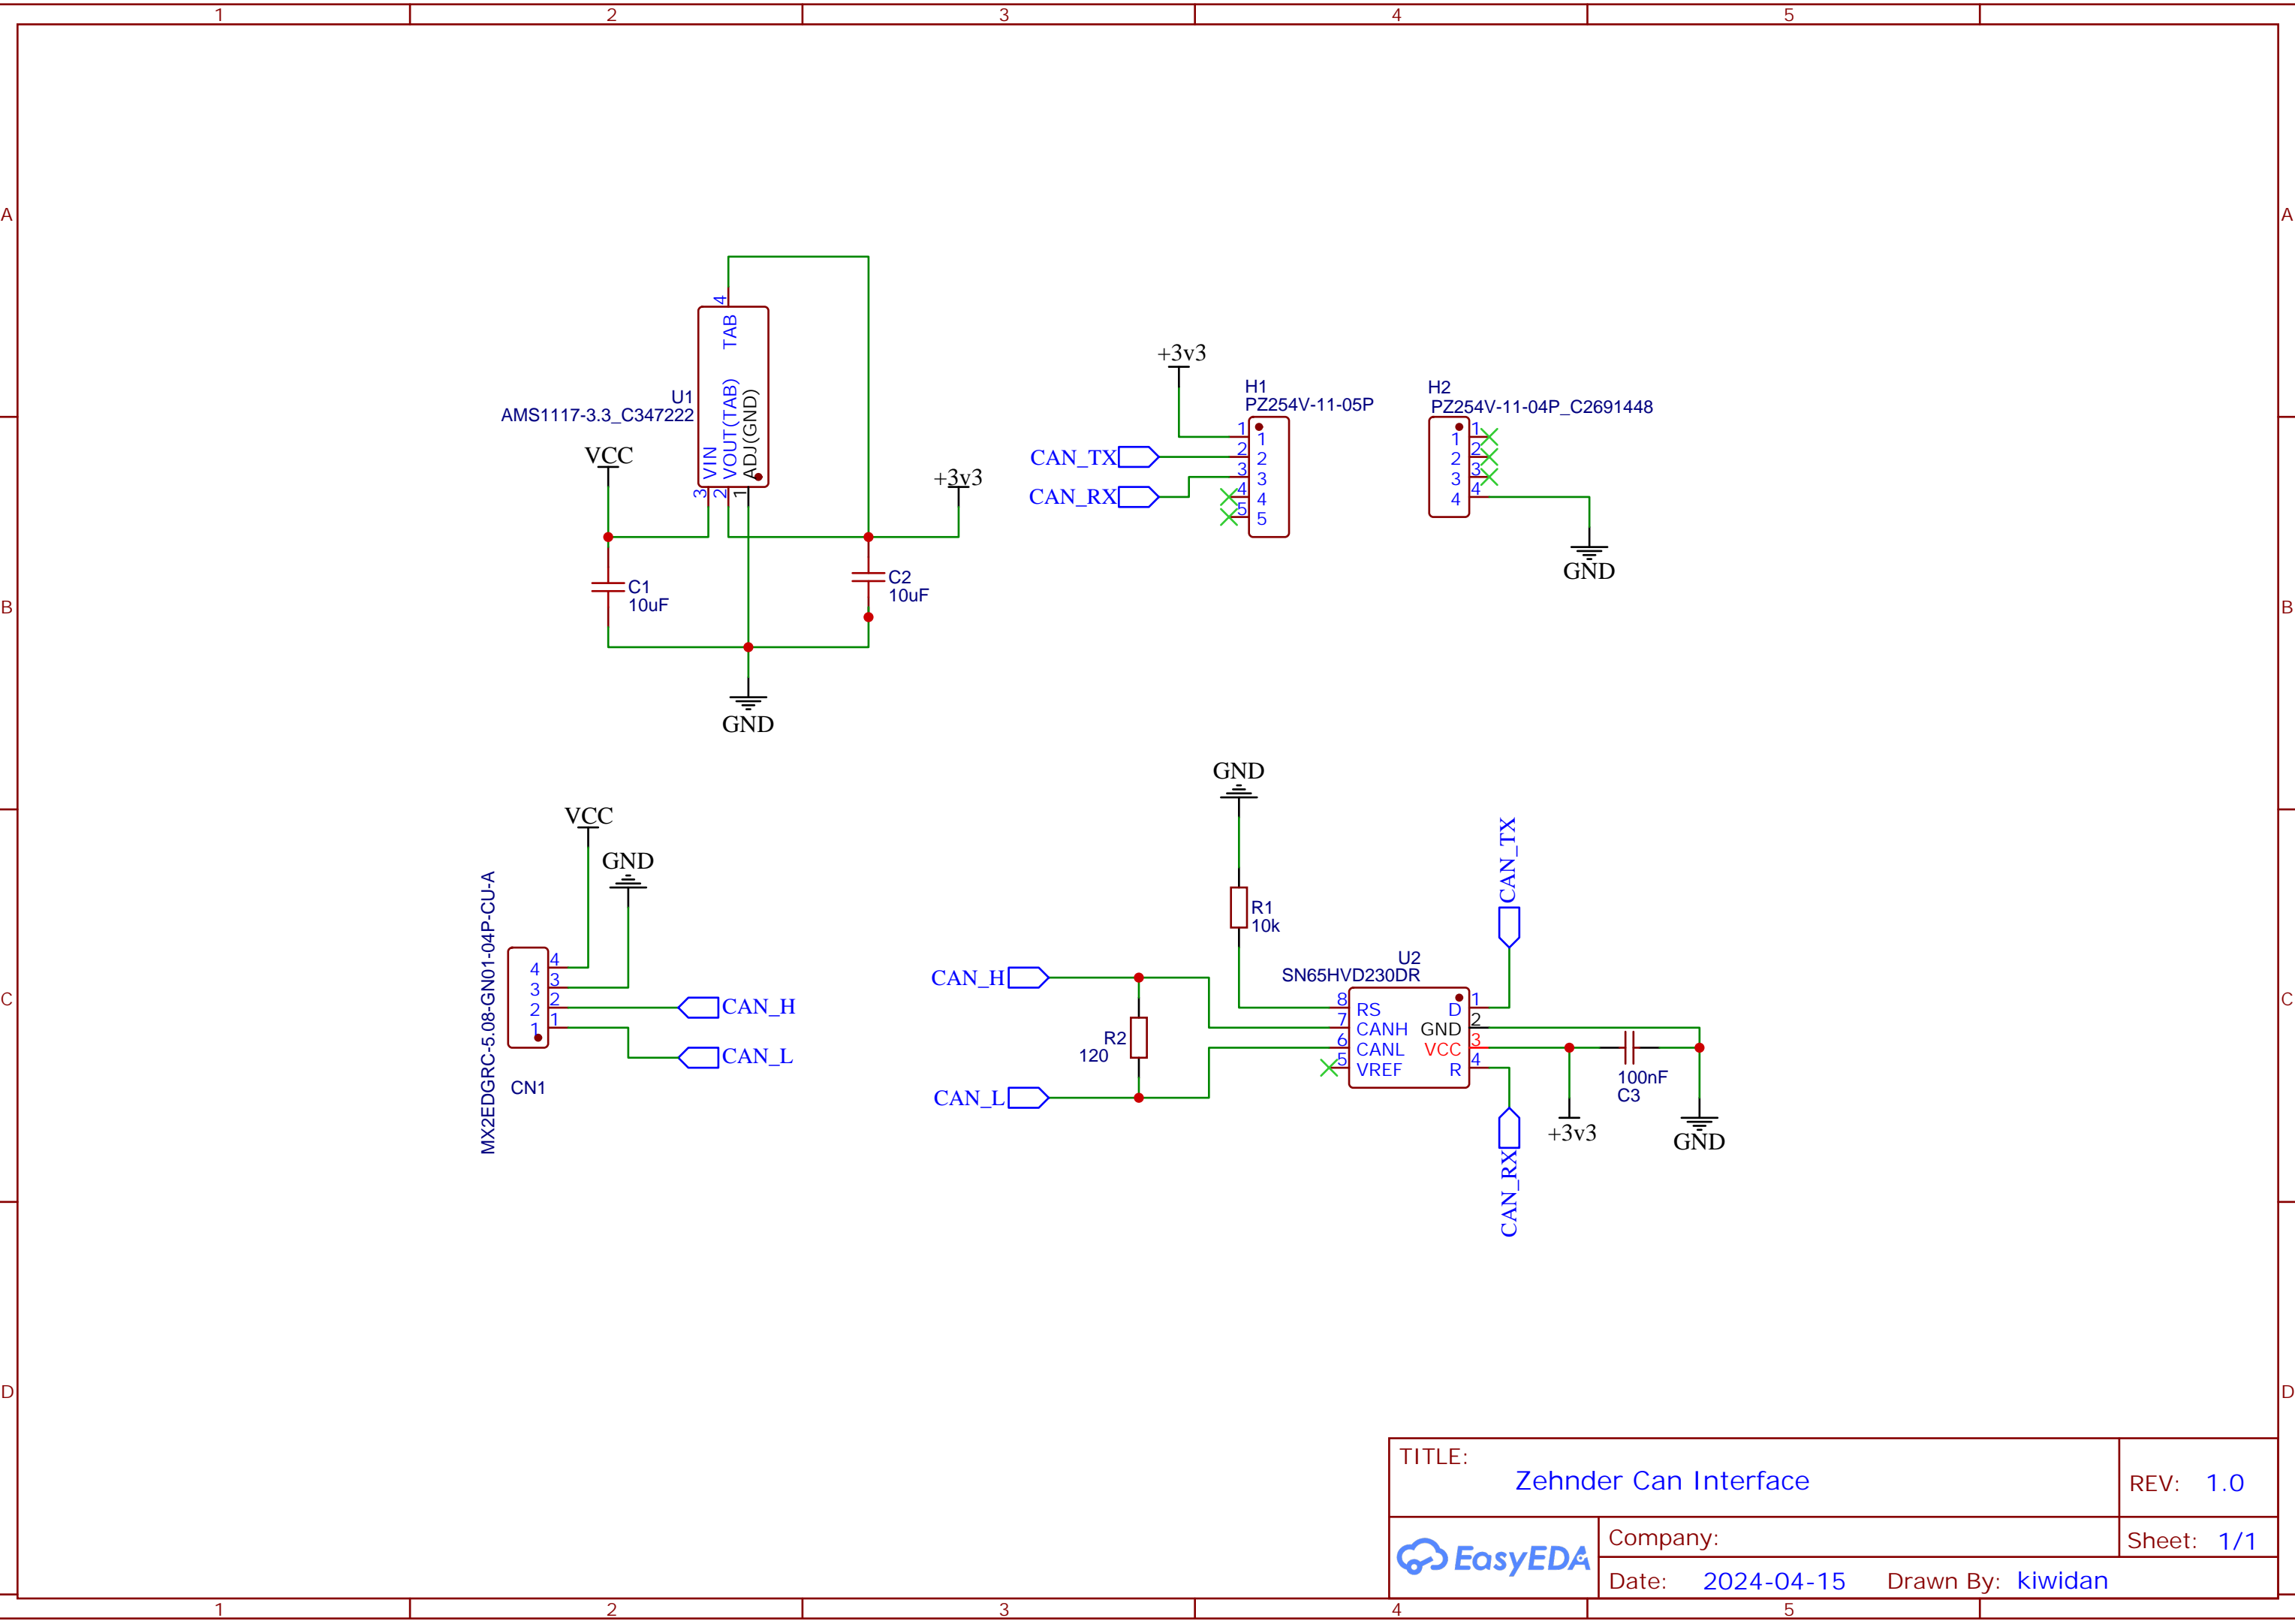 1 2 3 4 5
A A
B B
C C
D D
4
TAB
VIN
VOUT(TAB)
ADJ(GND)
3 2 1
U1
AMS1117-3.3_C347222
VCC
+3v3
C1
10uF
C2
10uF
GND
+3v3
H1
PZ254V-11-05P
CAN_TX
CAN_RX
1 1
2 2
3 3
4 4
5 5
H2
PZ254V-11-04P_C2691448
1 1
2 2
3 3
4 4
GND
VCC
GND
MX2EDGRC-5.08-GN01-04P-CU-A
4 4
3 3
2 2
1 1
CAN_H
CAN_L
CN1
GND
R1
10k
CAN_H
CAN_L
R2
120
U2
SN65HVD230DR
8 RS D 1
7 CANH GND 2
6 CANL VCC 3
5 VREF R 4
CAN_TX
CAN_RX
100nF
C3
+3v3
GND
TITLE:
Zehnder Can Interface
REV: 1.0
EasyEDA
Company:
Sheet: 1/1
Date: 2024-04-15 Drawn By: kiwidan
1 2 3 4 5